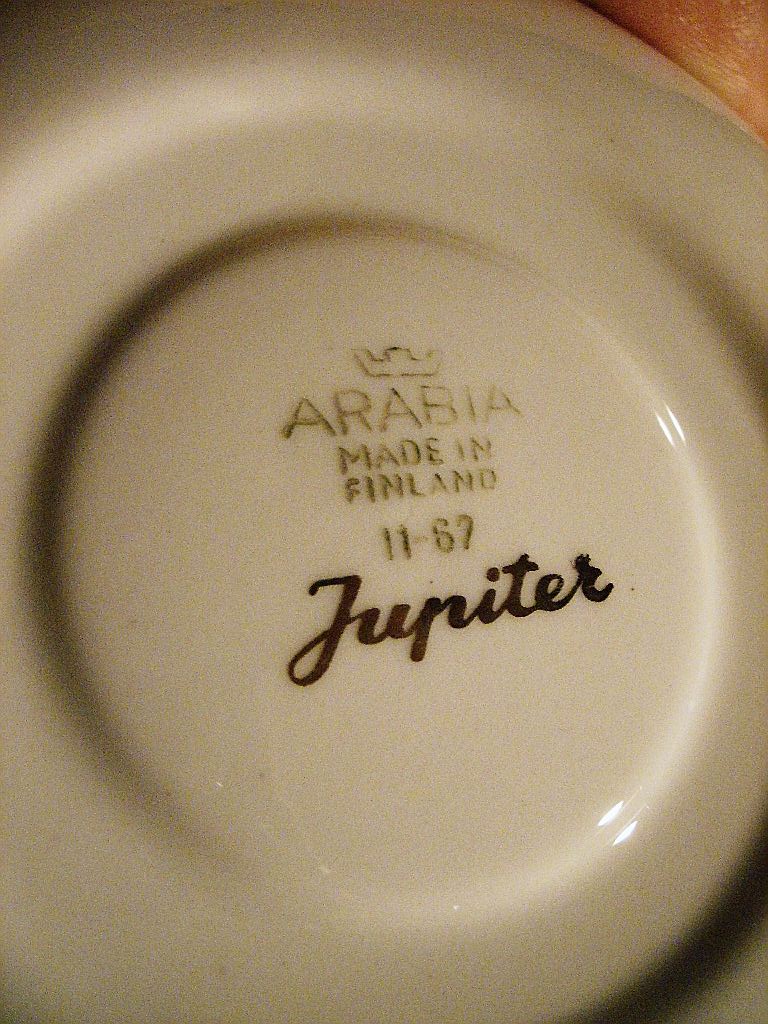 ARABIA
MADE IN
FINLAND
11-67
Jupiter